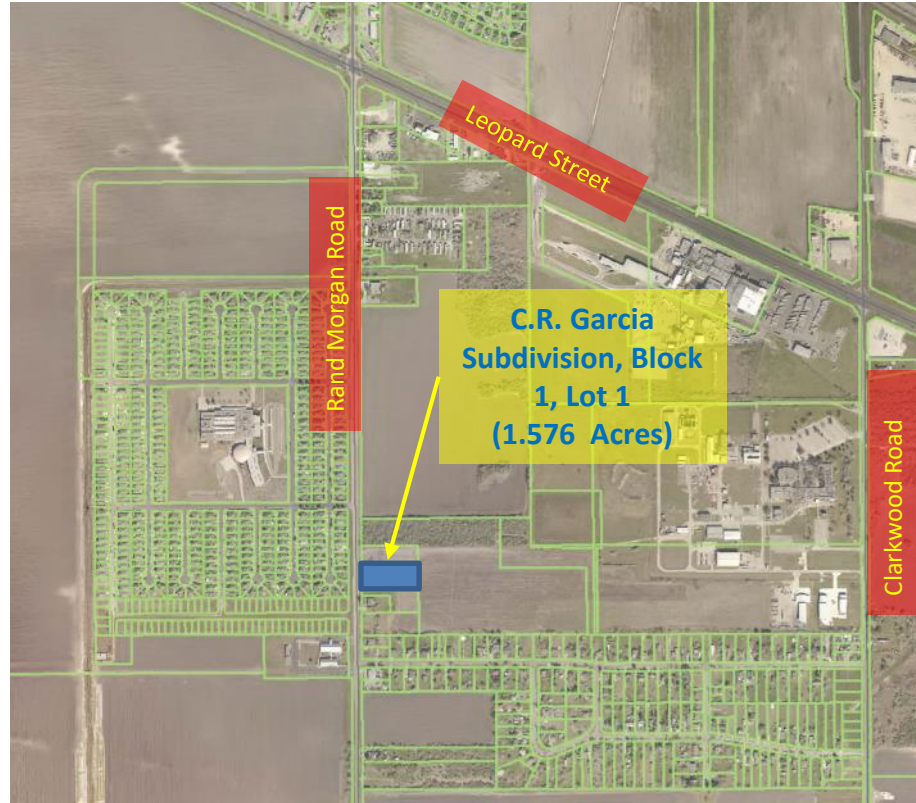 Leopard Street
Rand Morgan Road
C.R. Garcia
Subdivision, Block
1, Lot 1
(1.576 Acres)
Clarkwood Road